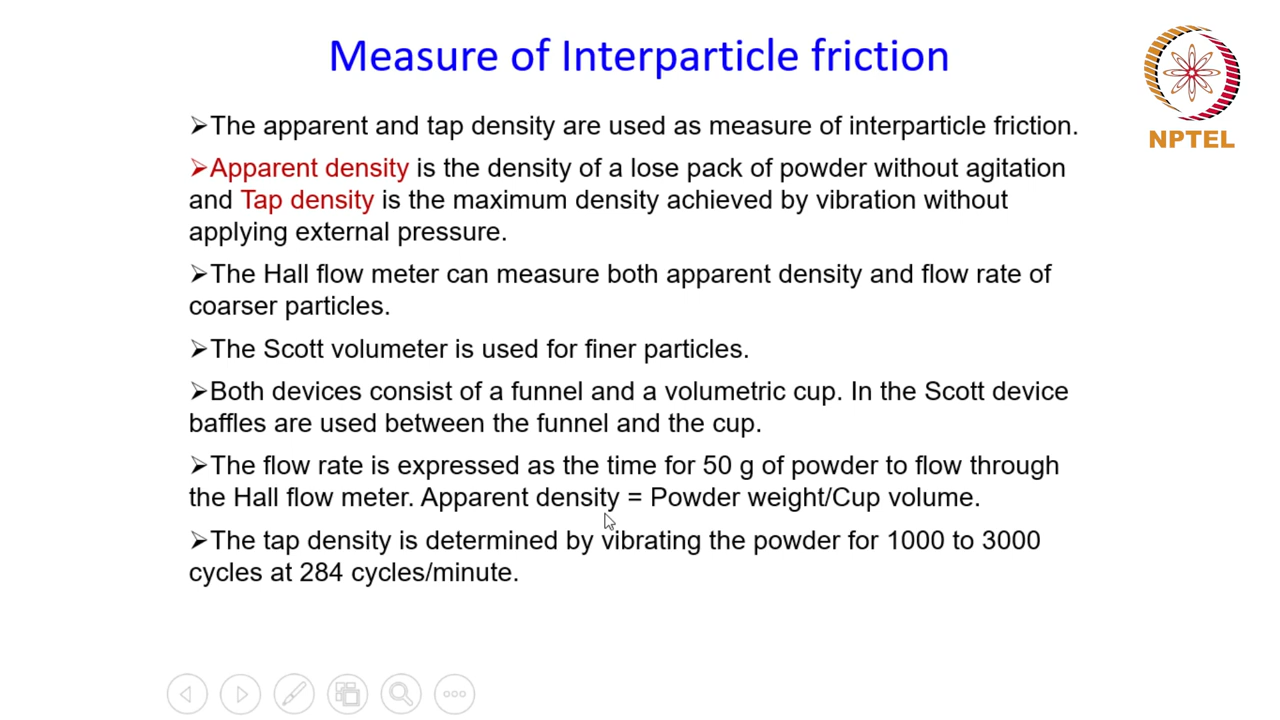 Measure of Interparticle friction
NPTEL
➢The apparent and tap density are used as measure of interparticle friction.
➢Apparent density is the density of a lose pack of powder without agitation
and Tap density is the maximum density achieved by vibration without
applying external pressure.
➢The Hall flow meter can measure both apparent density and flow rate of
coarser particles.
➢The Scott volumeter is used for finer particles.
➢Both devices consist of a funnel and a volumetric cup. In the Scott device
baffles are used between the funnel and the cup.
➢The flow rate is expressed as the time for 50 g of powder to flow through
the Hall flow meter. Apparent density = Powder weight/Cup volume.
➢The tap density is determined by vibrating the powder for 1000 to 3000
cycles at 284 cycles/minute.